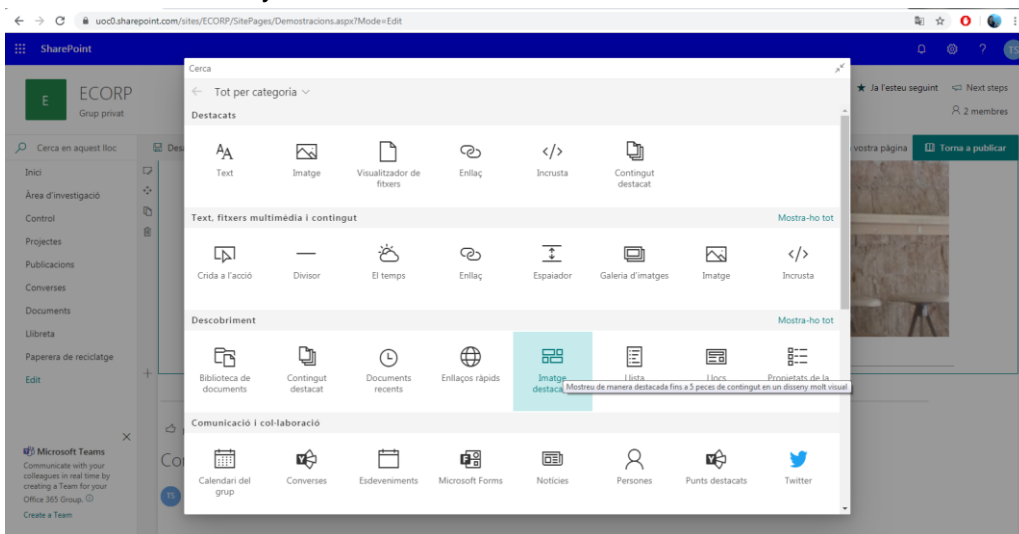 uoc0.sharepoint.com/sites/ECORP/SitePages/Demostracions.aspx?Mode=Edit
SharePoint
TS
E
ECORP
Grup privat
Ja l'esteu seguint
Next steps
2 membres
Cerca en aquest lloc
vostra pàgina
Torna a publicar
Inici
Àrea d'investigació
Control
Projectes
Publicacions
Converses
Documents
Llibreta
Paperera de reciclatge
Edit
Microsoft Teams
Communicate with your
colleagues in real time by
creating a Team for your
Office 365 Group.
Create a Team
TS
Cerca
Tot per categoria
Destacats
Text
Imatge
Visualitzador de
fitxers
Enllaç
Incrusta
Contingut
destacat
Text, fitxers multimèdia i contingut
Mostra-ho tot
Crida a l'acció
Divisor
El temps
Enllaç
Espaiador
Galeria d'imatges
Imatge
Incrusta
Descobriment
Mostra-ho tot
Biblioteca de
documents
Contingut
destacat
Documents
recents
Enllaços ràpids
Imatge
Llista
Llocs
Propietats de la
Mostreu de manera destacada fins a 5 peces de contingut en un disseny molt visual
Comunicació i col·laboració
Calendari del
grup
Converses
Esdeveniments
Microsoft Forms
Notícies
Persones
Punts destacats
Twitter